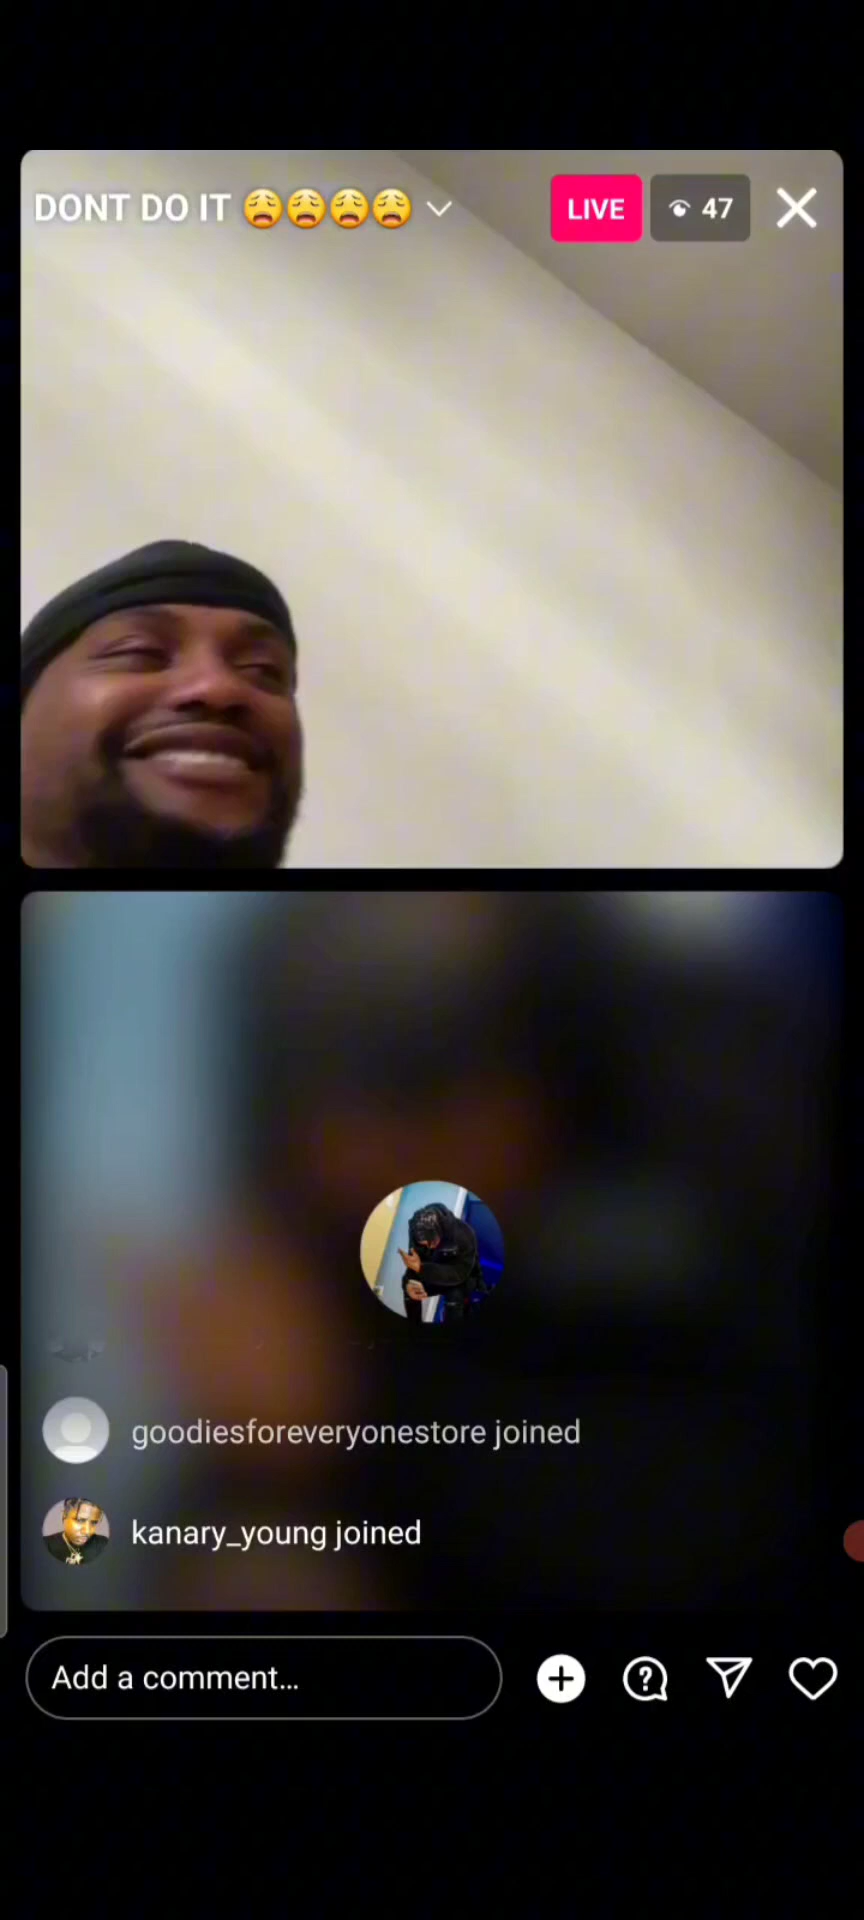 DONT DO IT 😩😩😩😩
LIVE
47
goodiesforeveryonestore joined
kanary_young joined
Add a comment...